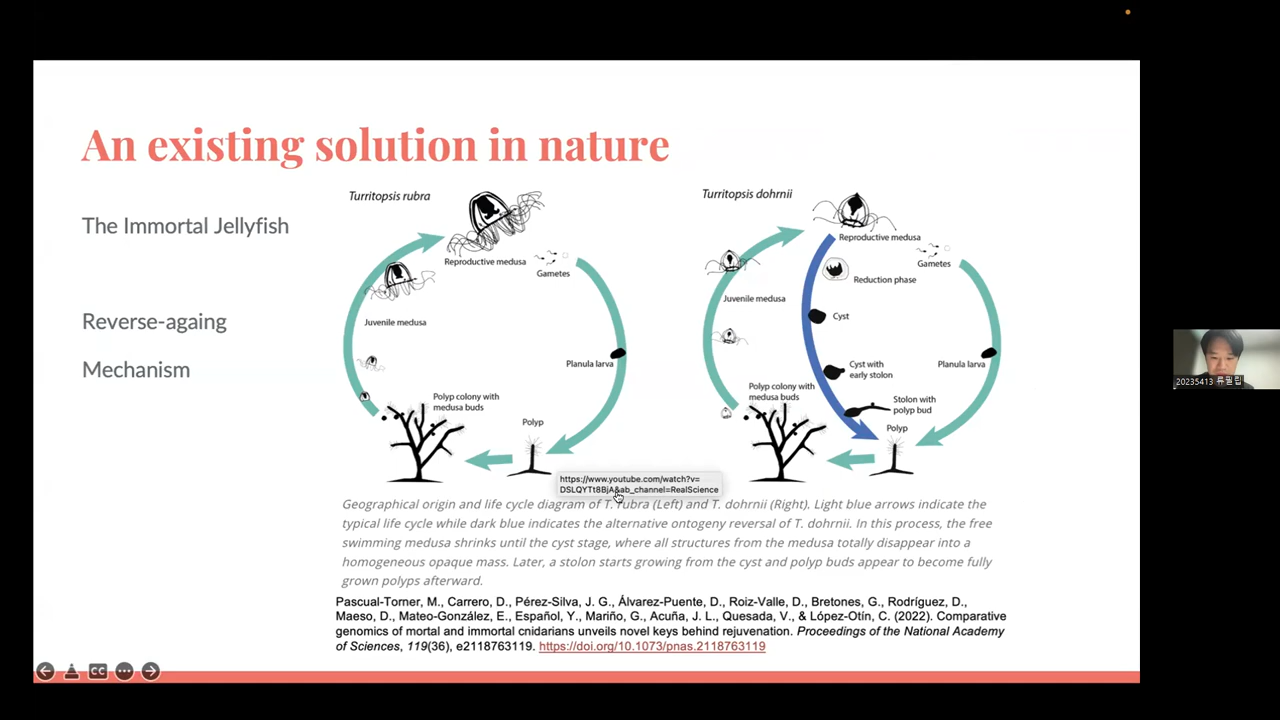 An existing solution in nature
The Immortal Jellyfish
Reverse-againg
Mechanism
Turritopsis rubra
Reproductive medusa
Gametes
Juvenile medusa
Planula larva
Polyp colony with
medusa buds
Polyp
Turritopsis dohrnii
Reproductive medusa
Gametes
Reduction phase
Juvenile medusa
Cyst
Cyst with
early stolon
Planula larva
Polyp colony with
medusa buds
Stolon with
polyp bud
Polyp
https://www.youtube.com/watch?v=
DSLQYTt8BjA&ab_channel=RealScience
Geographical origin and life cycle diagram of T. rubra (Left) and T. dohrnii (Right). Light blue arrows indicate the
typical life cycle while dark blue indicates the alternative ontogeny reversal of T. dohrnii. In this process, the free
swimming medusa shrinks until the cyst stage, where all structures from the medusa totally disappear into a
homogeneous opaque mass. Later, a stolon starts growing from the cyst and polyp buds appear to become fully
grown polyps afterward.
Pascual-Torner, M., Carrero, D., Pérez-Silva, J. G., Álvarez-Puente, D., Roiz-Valle, D., Bretones, G., Rodríguez, D.,
Maeso, D., Mateo-González, E., Español, Y., Mariño, G., Acuña, J. L., Quesada, V., & López-Otín, C. (2022). Comparative
genomics of mortal and immortal cnidarians unveils novel keys behind rejuvenation. Proceedings of the National Academy
of Sciences, 119(36), e2118763119. https://doi.org/10.1073/pnas.2118763119
CC
20235413 류필립